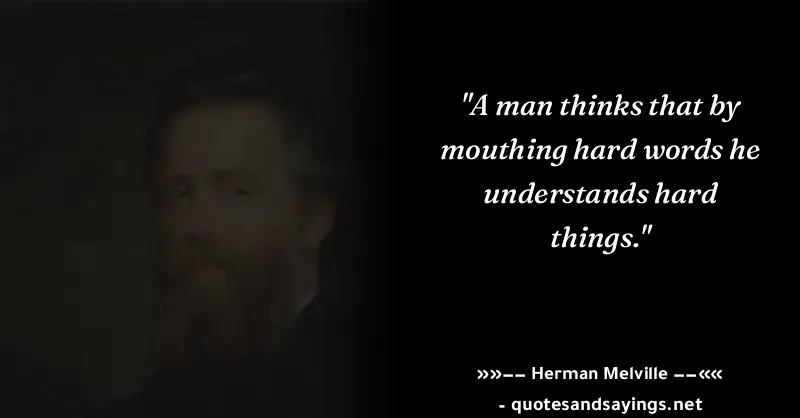 "A man thinks that by
mouthing hard words he
understands hard
things."
»»–– Herman Melville ––««
- quotesandsayings.net